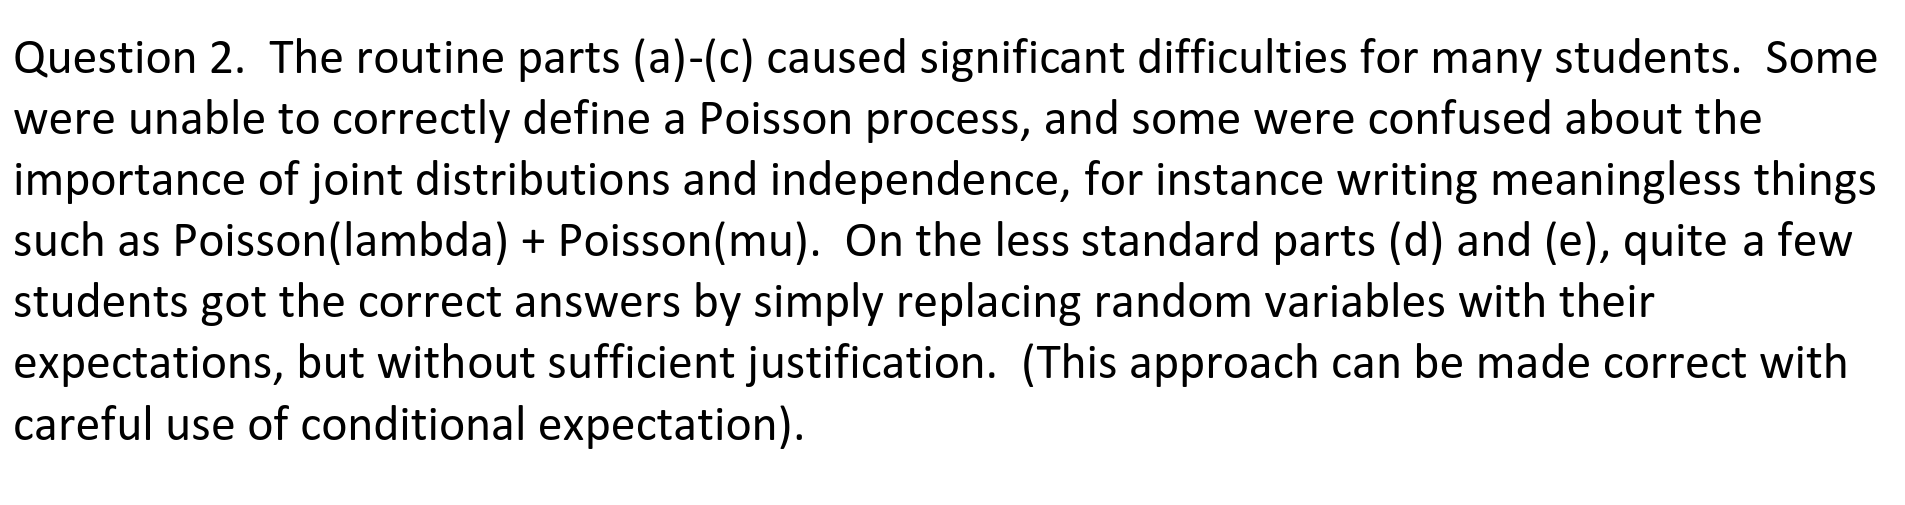 Question 2.  The routine parts (a)-(c) caused significant difficulties for many students.  Some
were unable to correctly define a Poisson process, and some were confused about the
importance of joint distributions and independence, for instance writing meaningless things
such as Poisson(lambda) + Poisson(mu).  On the less standard parts (d) and (e), quite a few
students got the correct answers by simply replacing random variables with their
expectations, but without sufficient justification.  (This approach can be made correct with
careful use of conditional expectation).